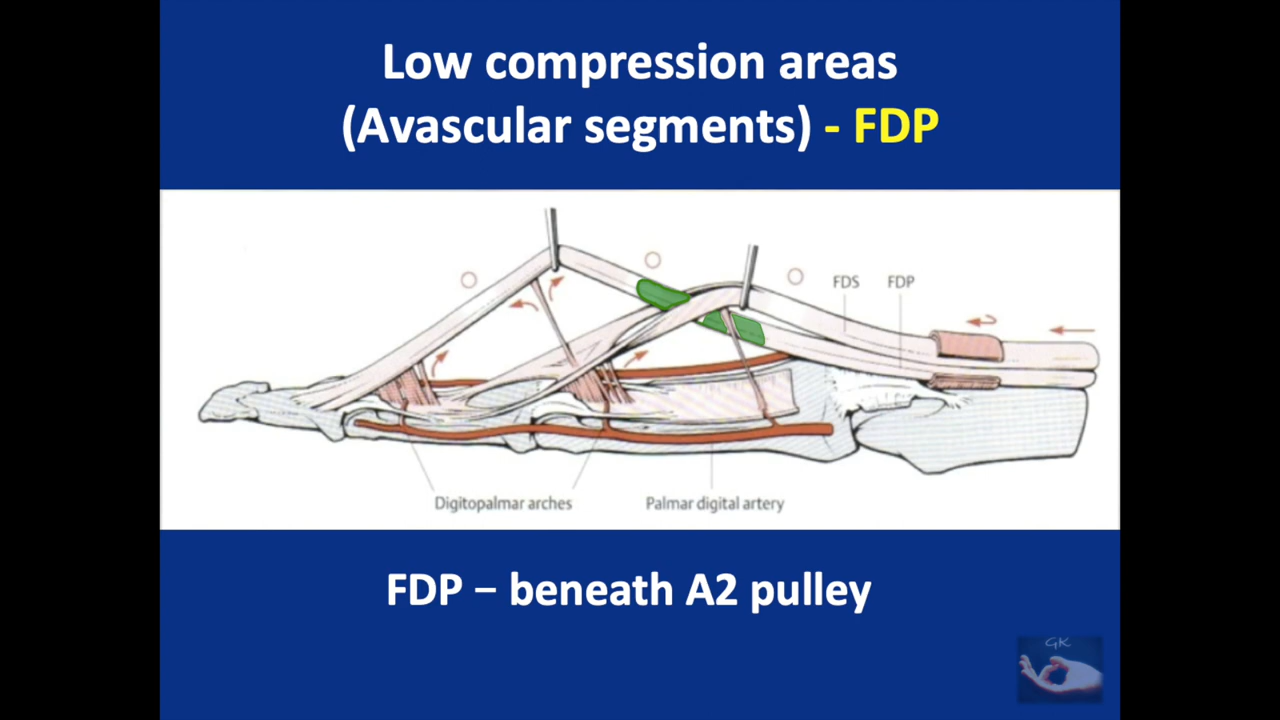 Low compression areas
(Avascular segments) - FDP
FDS FDP
Digitopalmar arches Palmar digital artery
FDP – beneath A2 pulley
GK